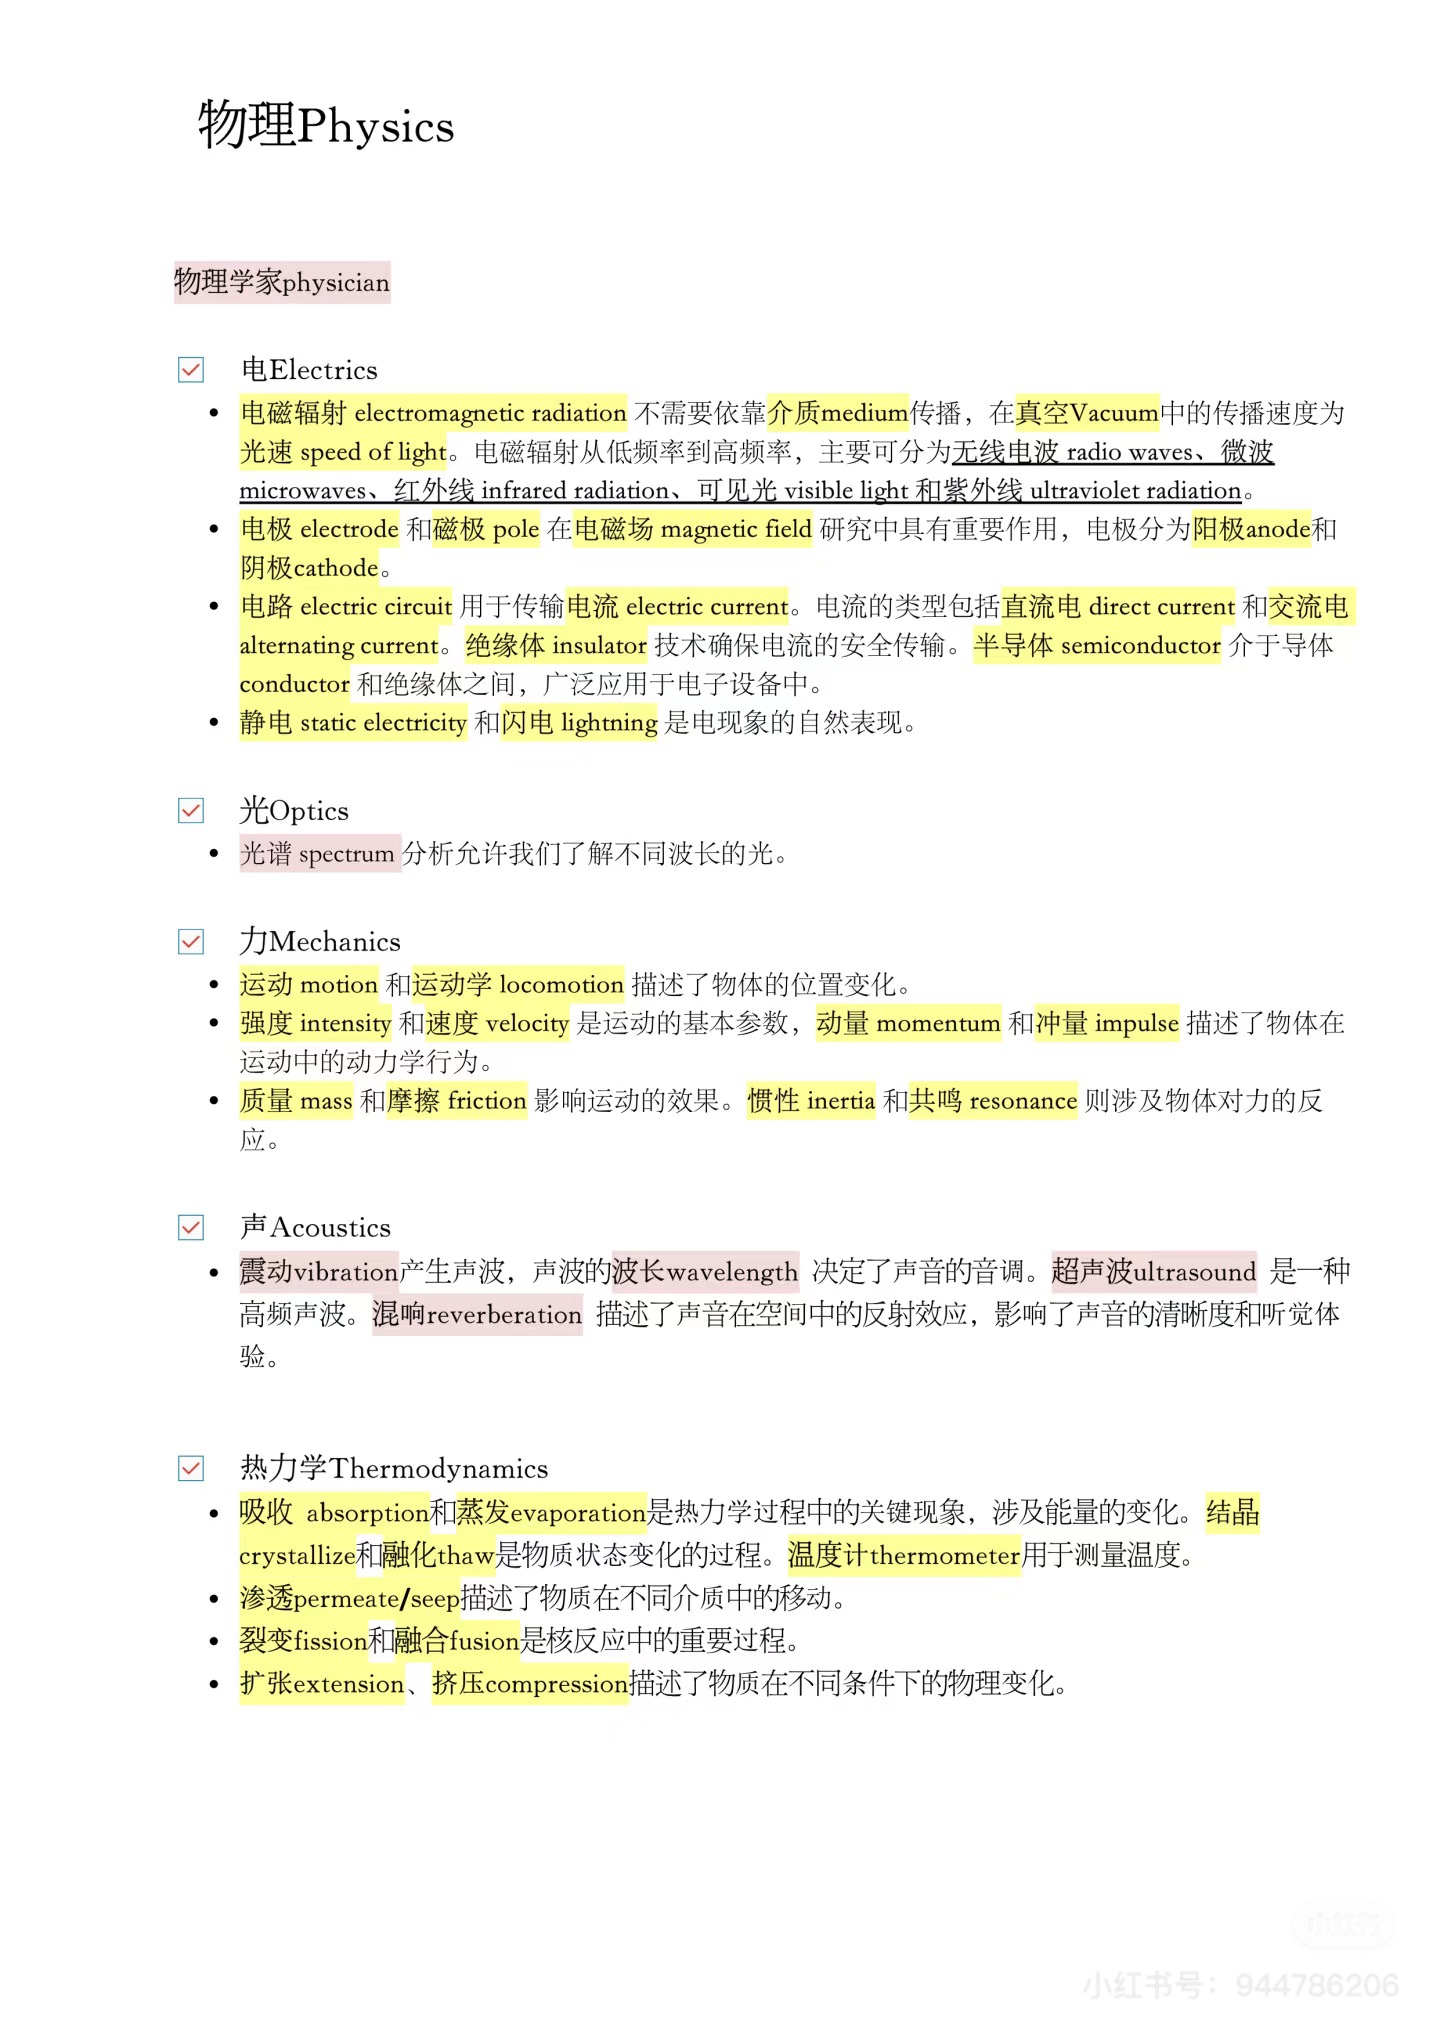 物理Physics
物理学家physician
电Electrics
电磁辐射 electromagnetic radiation 不需要依靠介质medium传播，在真空Vacuum中的传播速度为
光速 speed of light。电磁辐射从低频率到高频率，主要可分为无线电波 radio waves、微波
microwaves、红外线 infrared radiation、可见光 visible light 和紫外线 ultraviolet radiation。
电极 electrode 和磁极 pole 在电磁场 magnetic field 研究中具有重要作用，电极分为阳极anode和
阴极cathode。
电路 electric circuit 用于传输电流 electric current。电流的类型包括直流电 direct current 和交流电
alternating current。绝缘体 insulator 技术确保电流的安全传输。半导体 semiconductor 介于导体
conductor 和绝缘体之间，广泛应用于电子设备中。
静电 static electricity 和闪电 lightning 是电现象的自然表现。
光Optics
光谱 spectrum 分析允许我们了解不同波长的光。
力Mechanics
运动 motion 和运动学 locomotion 描述了物体的位置变化。
强度 intensity 和速度 velocity 是运动的基本参数，动量 momentum 和冲量 impulse 描述了物体在
运动中的动力学行为。
质量 mass 和摩擦 friction 影响运动的效果。惯性 inertia 和共鸣 resonance 则涉及物体对力的反
应。
声Acoustics
震动vibration产生声波，声波的波长wavelength 决定了声音的音调。超声波ultrasound 是一种
高频声波。混响reverberation 描述了声音在空间中的反射效应，影响了声音的清晰度和听觉体
验。
热力学Thermodynamics
吸收 absorption和蒸发evaporation是热力学过程中的关键现象，涉及能量的变化。结晶
crystallize和融化thaw是物质状态变化的过程。温度计thermometer用于测量温度。
渗透permeate/seep描述了物质在不同介质中的移动。
裂变fission和融合fusion是核反应中的重要过程。
扩张extension、挤压compression描述了物质在不同条件下的物理变化。
小红书
小红书号：944786206